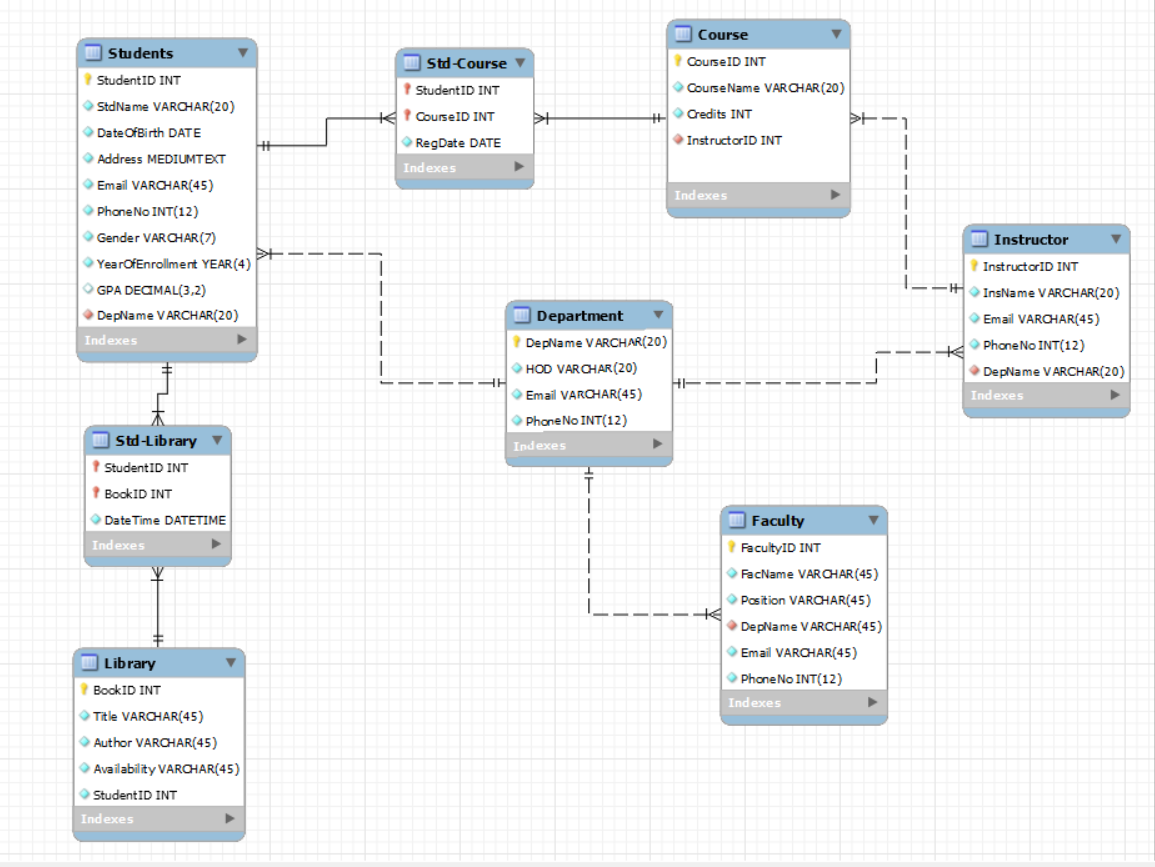 Students
StudentID INT
StdName VARCHAR(20)
DateOfBirth DATE
Address MEDIUMTEXT
Email VARCHAR(45)
PhoneNo INT(12)
Gender VARCHAR(7)
YearOfEnrollment YEAR(4)
GPA DECIMAL(3,2)
DepName VARCHAR(20)
Indexes
Std-Course
StudentID INT
CourseID INT
RegDate DATE
Indexes
Course
CourseID INT
CourseName VARCHAR(20)
Credits INT
InstructorID INT
Indexes
Instructor
InstructorID INT
InsName VARCHAR(20)
Email VARCHAR(45)
PhoneNo INT(12)
DepName VARCHAR(20)
Indexes
Department
DepName VARCHAR(20)
HOD VARCHAR(20)
Email VARCHAR(45)
PhoneNo INT(12)
Indexes
Std-Library
StudentID INT
BookID INT
DateTime DATETIME
Indexes
Faculty
FacultyID INT
FacName VARCHAR(45)
Position VARCHAR(45)
DepName VARCHAR(45)
Email VARCHAR(45)
PhoneNo INT(12)
Indexes
Library
BookID INT
Title VARCHAR(45)
Author VARCHAR(45)
Availability VARCHAR(45)
StudentID INT
Indexes